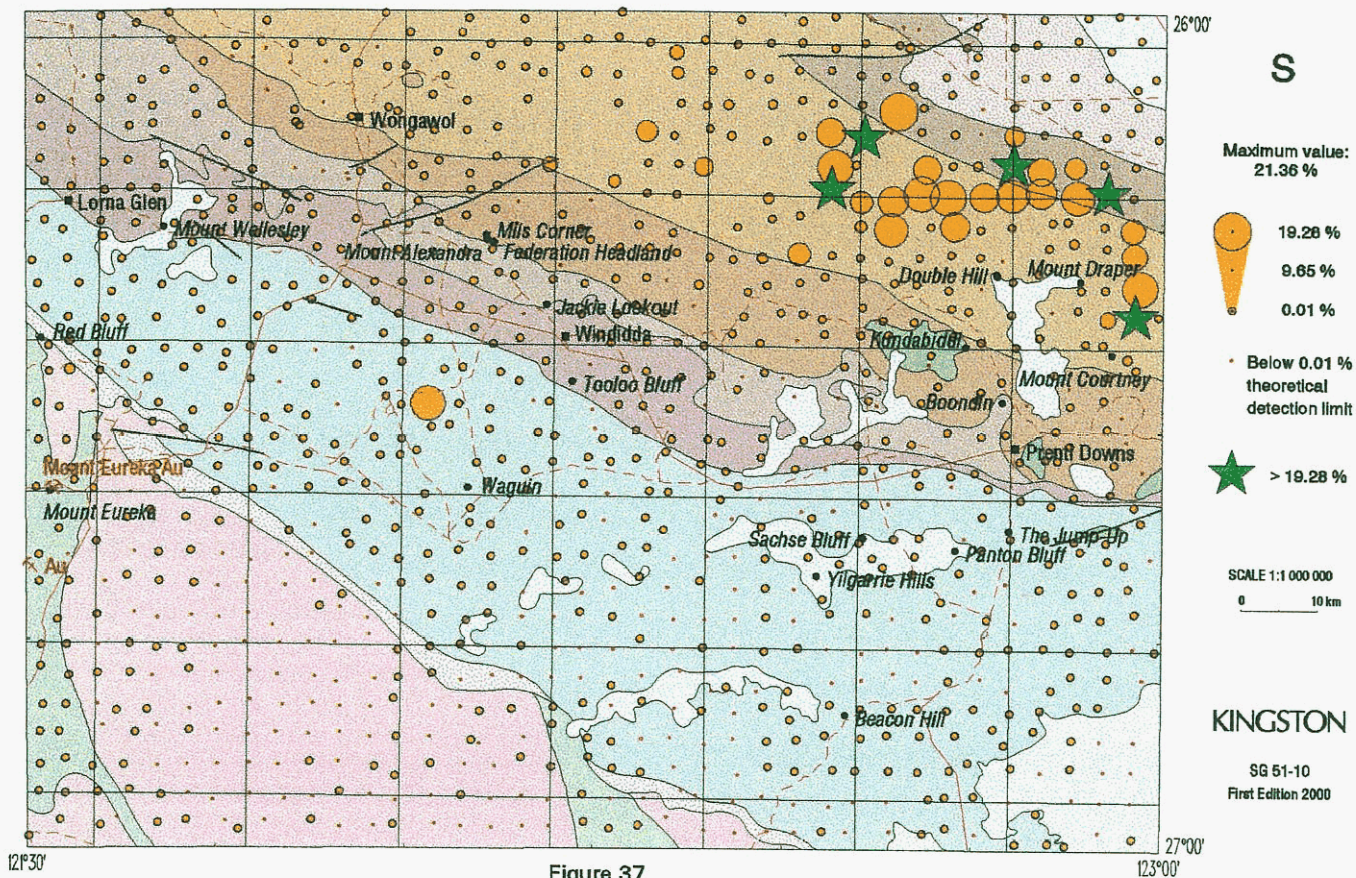 26°00'
S
Maximum value:
21.36 %
19.28 %
9.65 %
0.01 %
Below 0.01 %
theoretical
detection limit
> 19.28 %
SCALE 1:1 000 000
0 10 km
KINGSTON
SG 51-10
First Edition 2000
27°00'
123°00'
121°30'
Figure 37
Wongawol
Lorna Glen
Mount Wellesley
Mils Corner
Federation Headland
Mount Alexandra
Double Hill
Mount Draper
Jackie Lookout
Red Bluff
Windidda
Kundabidel
Tooloo Bluff
Mount Courtney
Boondin
Prenti Downs
Mount Eureka Au
Waguin
Mount Eureka
Sachse Bluff
The Jump-Up
Panton Bluff
Au
Yilgarrie Hills
Beacon Hill